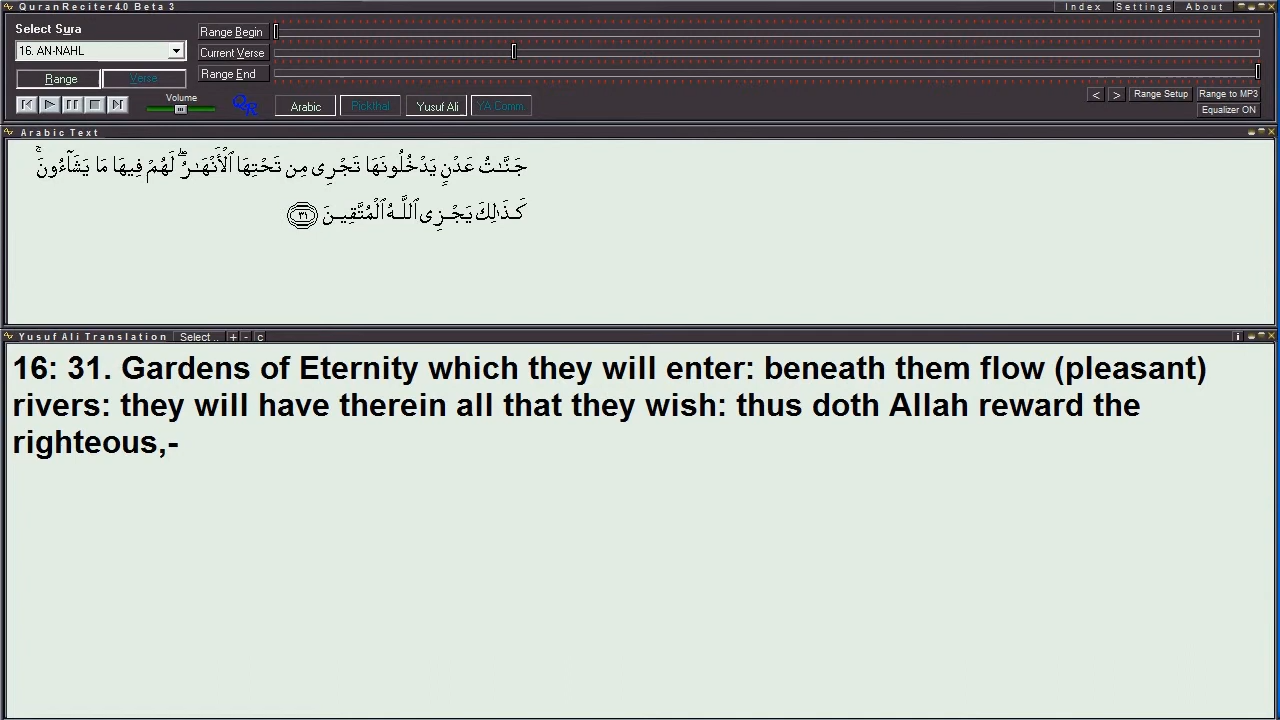 QuranReciter4.0 Beta 3
Index Settings About
Select Sura
16. AN-NAHL
Range Verse
Volume
Range Begin
Current Verse
Range End
Arabic Pickthal Yusuf Ali YA Comm.
< > Range Setup Range to MP3
Equalizer ON
Arabic Text
جَنَّـٰتُ عَدْنٍ يَدْخُلُونَهَا تَجْرِى مِن تَحْتِهَا ٱلْأَنْهَـٰرُ ۖ لَهُمْ فِيهَا مَا يَشَآءُونَ ۚ
كَذَٰلِكَ يَجْزِى ٱللَّهُ ٱلْمُتَّقِينَ ٣١
Yusuf Ali Translation Select .. + - c i
16: 31. Gardens of Eternity which they will enter: beneath them flow (pleasant)
rivers: they will have therein all that they wish: thus doth Allah reward the
righteous,-